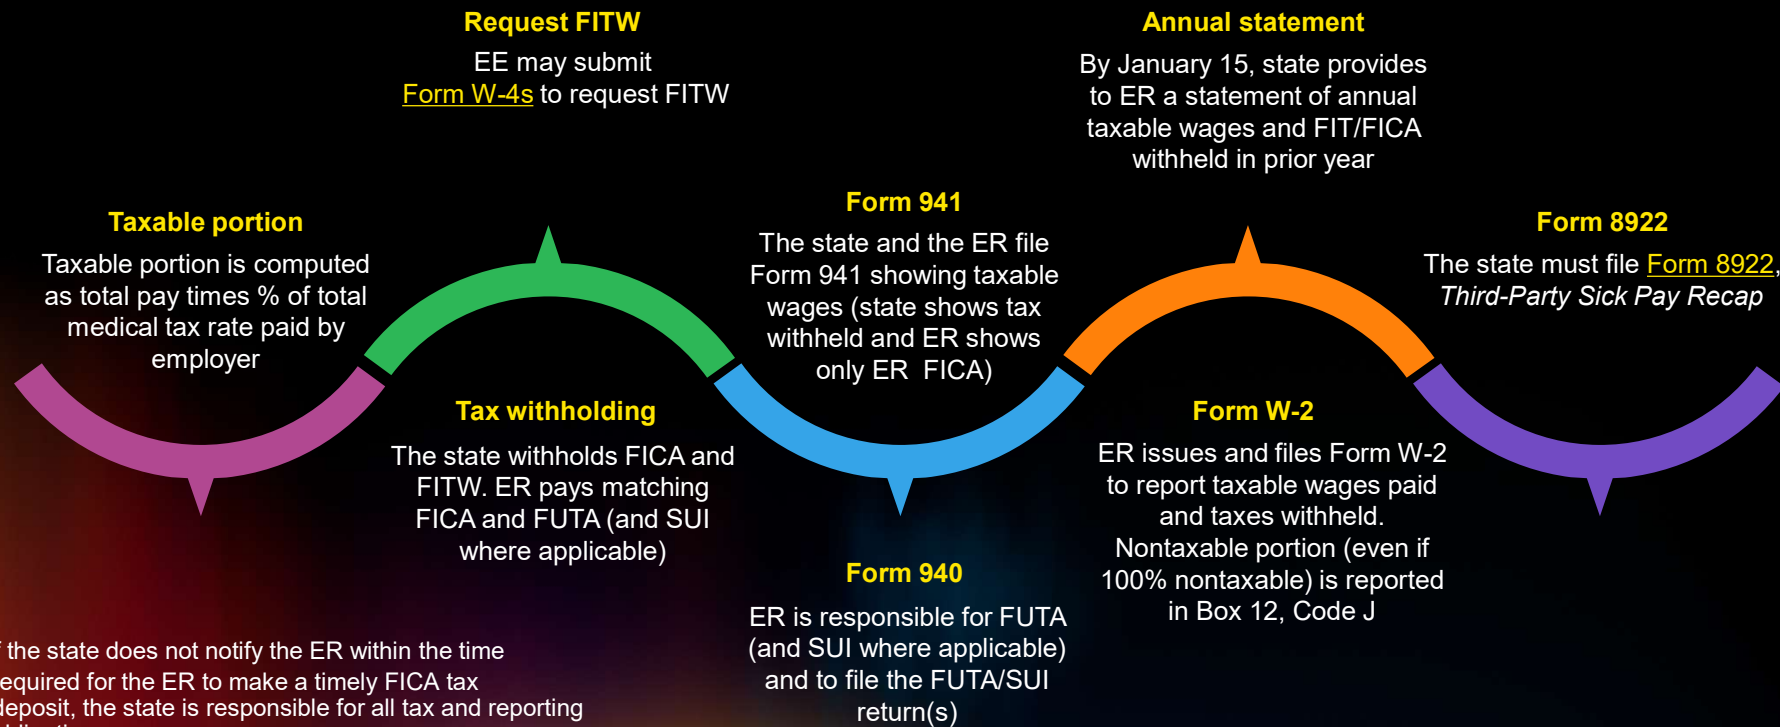 Request FITW
EE may submit
Form W-4s to request FITW
Annual statement
By January 15, state provides
to ER a statement of annual
taxable wages and FIT/FICA
withheld in prior year
Taxable portion
Taxable portion is computed
as total pay times % of total
medical tax rate paid by
employer
Form 941
The state and the ER file
Form 941 showing taxable
wages (state shows tax
withheld and ER shows
only ER FICA)
Form 8922
The state must file Form 8922,
Third-Party Sick Pay Recap
Tax withholding
The state withholds FICA and
FITW. ER pays matching
FICA and FUTA (and SUI
where applicable)
Form W-2
ER issues and files Form W-2
to report taxable wages paid
and taxes withheld.
Nontaxable portion (even if
100% nontaxable) is reported
in Box 12, Code J
Form 940
ER is responsible for FUTA
(and SUI where applicable)
and to file the FUTA/SUI
return(s)
the state does not notify the ER within the time
equired for the ER to make a timely FICA tax
deposit, the state is responsible for all tax and reporting